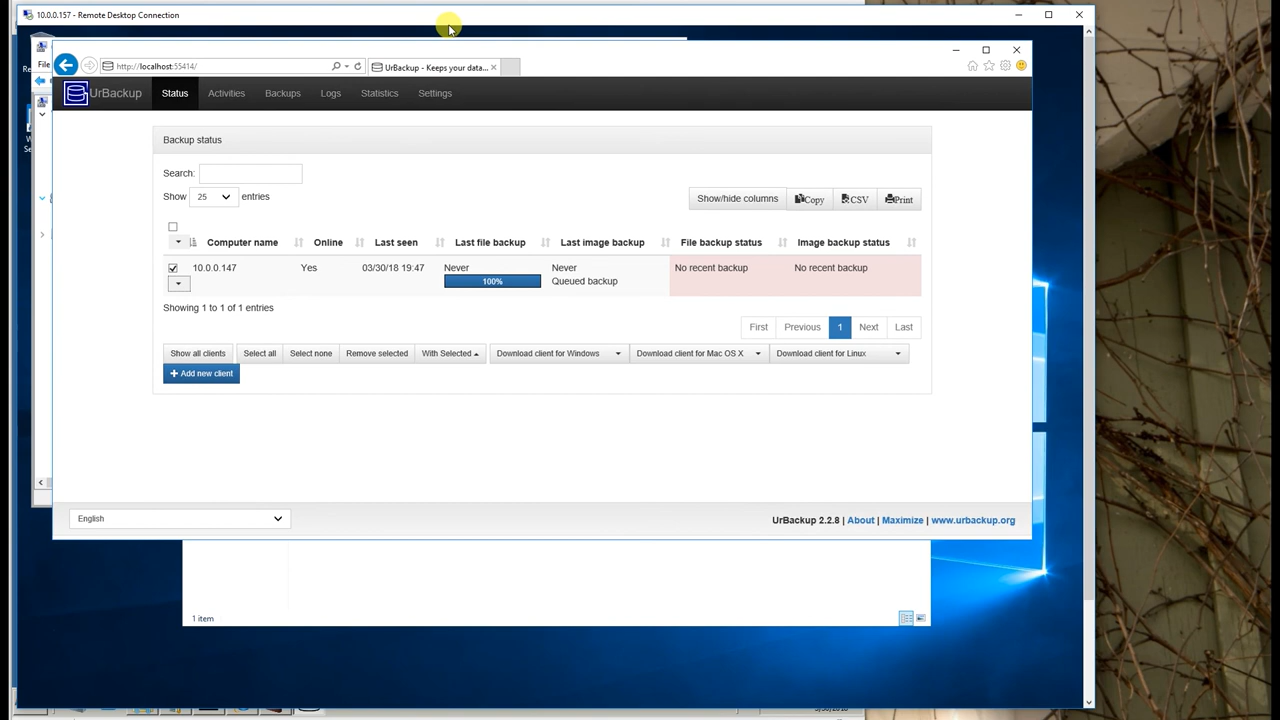 10.0.0.157 - Remote Desktop Connection
File
http://localhost:55414/
UrBackup - Keeps your data...
UrBackup
Status
Activities
Backups
Logs
Statistics
Settings
Backup status
Search:
Show 25 entries
Show/hide columns
Copy
CSV
Print
Computer name
Online
Last seen
Last file backup
Last image backup
File backup status
Image backup status
10.0.0.147
Yes
03/30/18 19:47
Never
Never
No recent backup
No recent backup
100%
Queued backup
Showing 1 to 1 of 1 entries
First
Previous
1
Next
Last
Show all clients
Select all
Select none
Remove selected
With Selected
Download client for Windows
Download client for Mac OS X
Download client for Linux
+ Add new client
English
UrBackup 2.2.8 | About | Maximize | www.urbackup.org
1 item